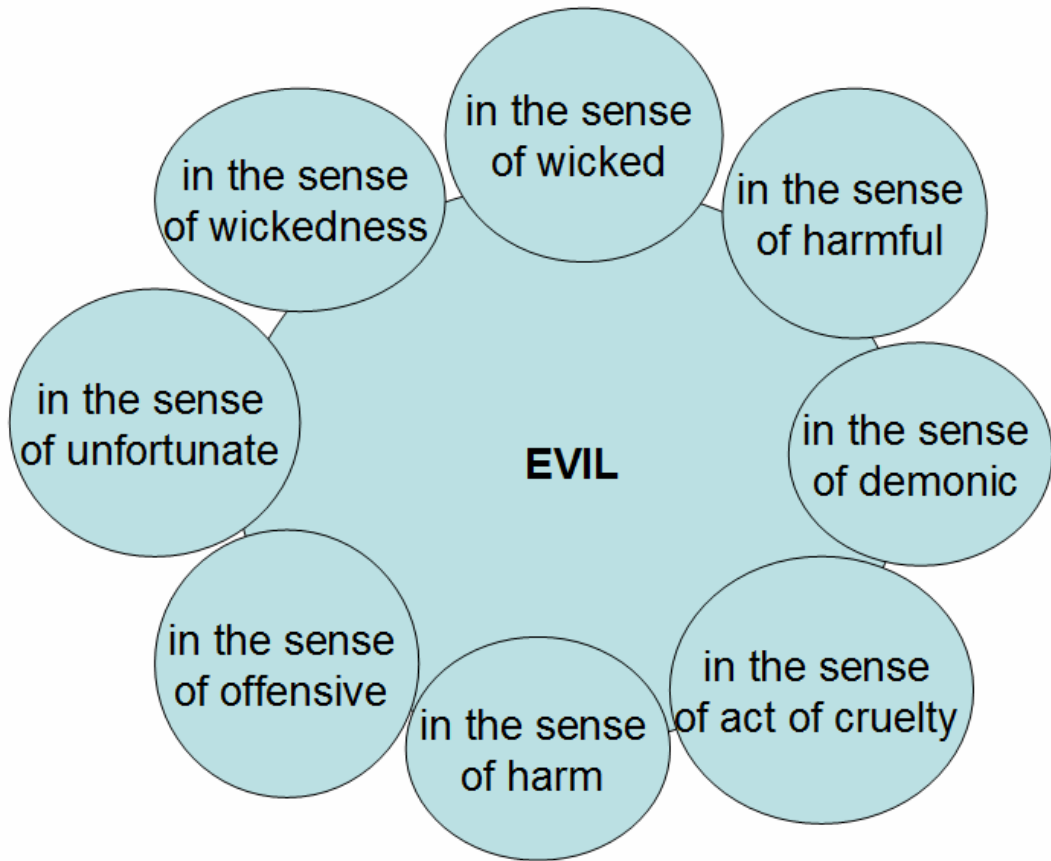 in the sense
of wicked
in the sense
of harmful
in the sense
of demonic
in the sense
of act of cruelty
in the sense
of harm
in the sense
of offensive
in the sense
of unfortunate
in the sense
of wickedness
EVIL